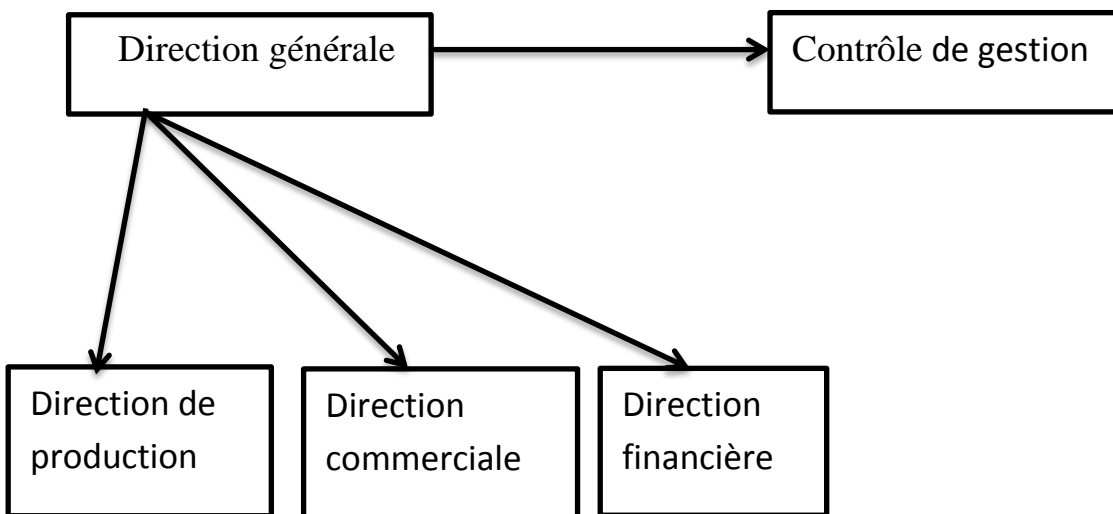 Direction générale
Contrôle de gestion
Direction de
production
Direction
commerciale
Direction
financière